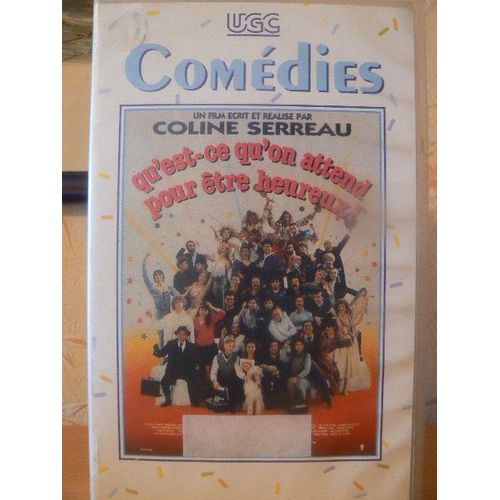 UGC
Comédies
UN FILM ECRIT ET REALISE PAR
COLINE SERREAU
qu'est-ce qu'on attend
pour être heureux!